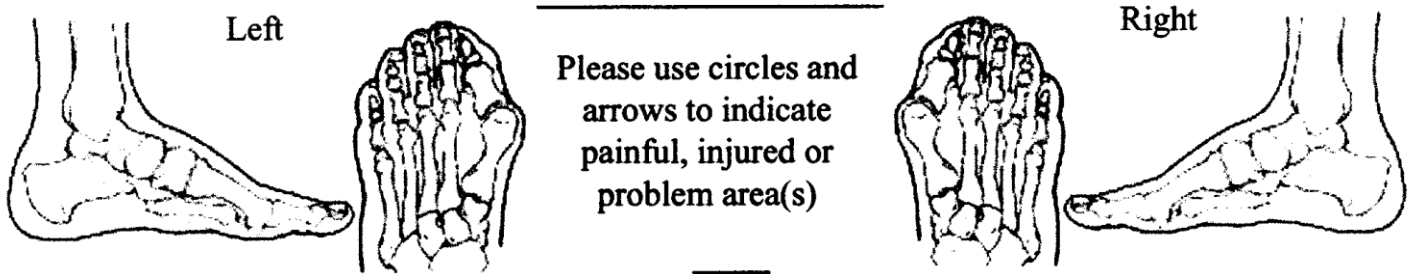 Left
Right
Please use circles and
arrows to indicate
painful, injured or
problem area(s)